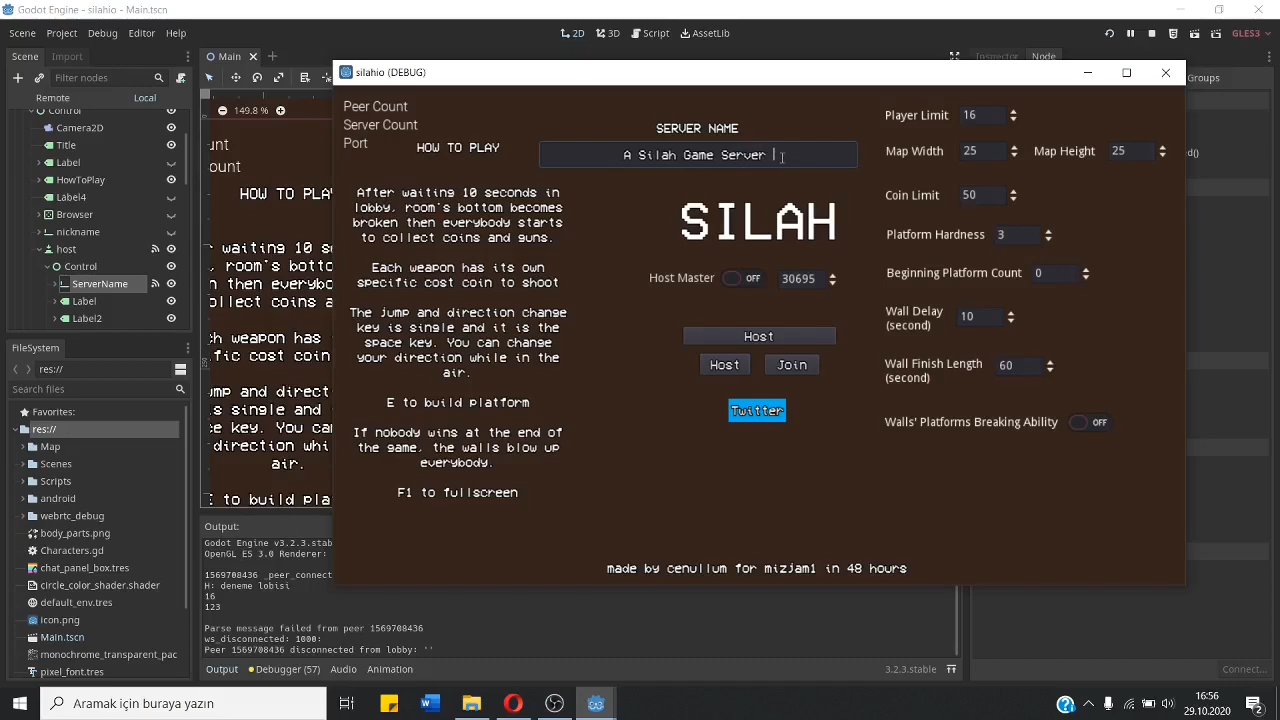 Godot Engine - silahio (DEBUG)
Scene Project Debug Editor Help
2D 3D Script AssetLib
GLES3
Scene Import
Main
Inspector Node
Filter nodes
Remote Local
Control
Camera2D
Title
Label
HowToPlay
Label4
Browser
nickname
host
Control
ServerName
Label
Label2
149.8 %
Groups
FileSystem
res://
Search files
Favorites:
res://
Map
Scenes
Scripts
android
webrtc_debug
body_parts.png
Characters.gd
chat_panel_box.tres
circle_color_shader.shader
default_env.tres
icon.png
Main.tscn
monochrome_transparent_pac
pixel_font.tres
silahio (DEBUG)
Peer Count
Server Count
Port
HOW TO PLAY
After waiting 10 seconds in
lobby, room's bottom becomes
broken then everybody starts
to collect coins and guns.
Each weapon has its own
specific cost coin to shoot
The jump and direction change
key is single and it is the
space key. You can change
your direction while in the
air.
E to build platform
If nobody wins at the end of
the game, the walls blow up
everybody.
F1 to fullscreen
SERVER NAME
A Silah Game Server
SILAH
Host Master OFF 30695
Host
Host Join
Twitter
Player Limit 16
Map Width 25 Map Height 25
Coin Limit 50
Platform Hardness 3
Beginning Platform Count 0
Wall Delay
(second) 10
Wall Finish Length
(second) 60
Walls' Platforms Breaking Ability OFF
made by cenullum for mizjam1 in 48 hours
Output:
Godot Engine v3.2.3.stab
OpenGL ES 3.0 Renderer:
1569708436 _peer_connect
H: deneme lobisi
16
123
Parse message failed from peer 1569708436
ws_disconnected: 1000:
Peer 1569708436 disconnected from lobby: ''
Output Debugger (57) Audio Animation
3.2.3.stable
Connect...
Aramak için buraya yazın
16:56
29.10.2020
2